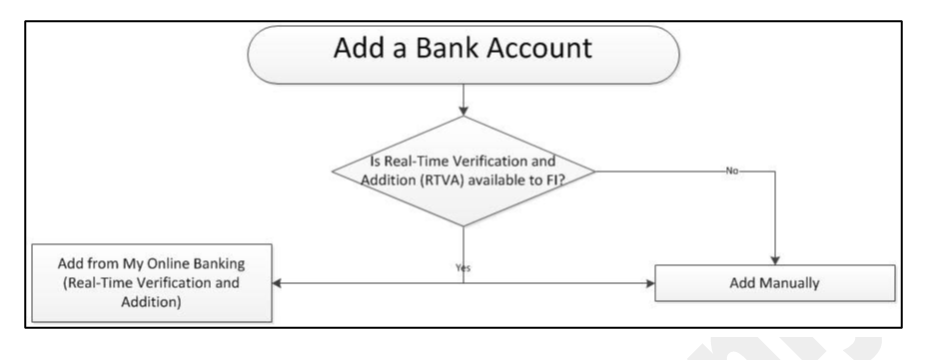 Add a Bank Account
Is Real-Time Verification and
Addition (RTVA) available to FI?
No
Yes
Add from My Online Banking
(Real-Time Verification and
Addition)
Add Manually